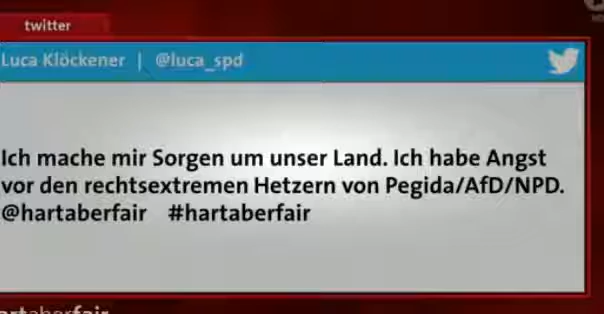 twitter
Luca Klöckener | @luca_spd
Ich mache mir Sorgen um unser Land. Ich habe Angst
vor den rechtsextremen Hetzern von Pegida/AfD/NPD.
@hartaberfair #hartaberfair
hartaberfair